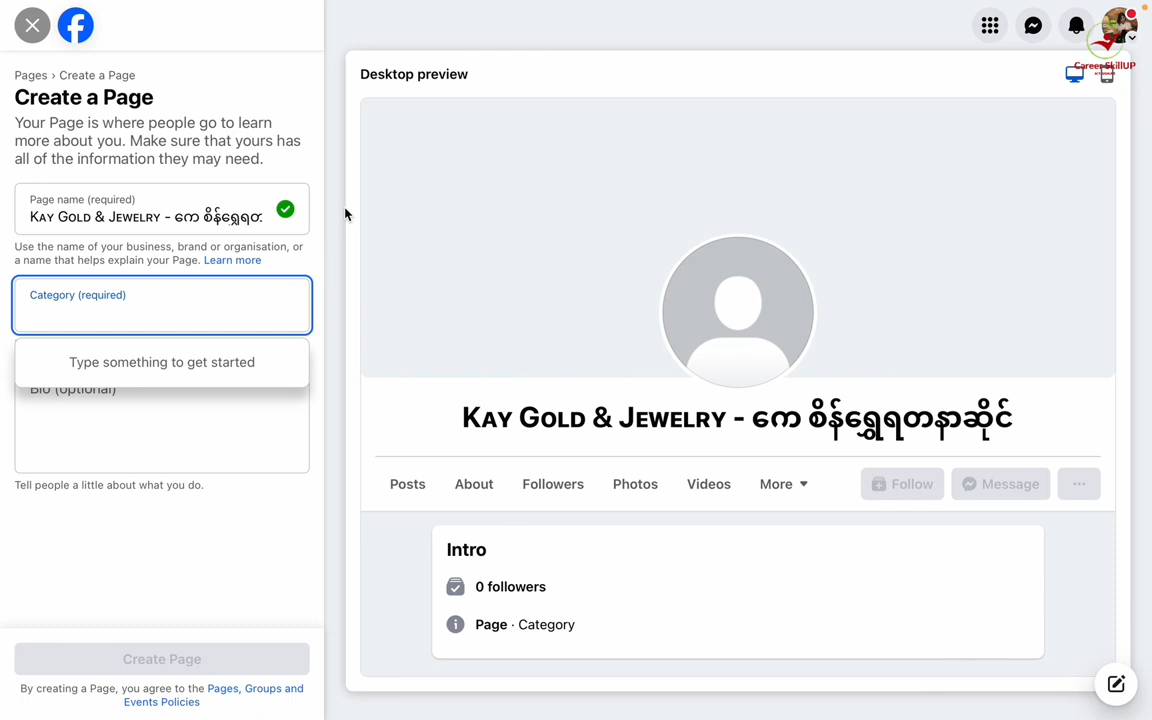 Pages › Create a Page
Create a Page
Your Page is where people go to learn
more about you. Make sure that yours has
all of the information they may need.
Page name (required)
Kay Gold & Jewelry - ကေ စိန်ရွှေရတ
Use the name of your business, brand or organisation, or
a name that helps explain your Page. Learn more
Category (required)
Type something to get started
Bio (optional)
Tell people a little about what you do.
Create Page
By creating a Page, you agree to the Pages, Groups and
Events Policies
Career SkillUP
Desktop preview
Kay Gold & Jewelry - ကေ စိန်ရွှေရတနာဆိုင်
Posts About Followers Photos Videos More Follow Message ...
Intro
0 followers
Page · Category